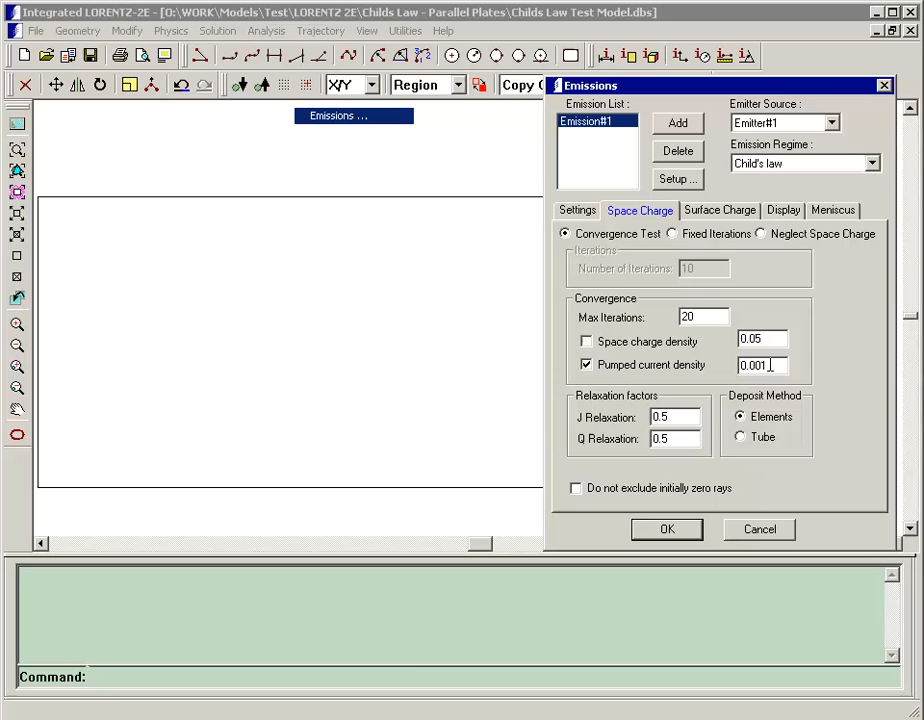 Integrated LORENTZ-2E - [O:\WORK\Models\Test\LORENTZ 2E\Childs Law - Parallel Plates\Childs Law Test Model.dbs]
File Geometry Modify Physics Solution Analysis Trajectory View Utilities Help
X/Y Region Copy O
Emissions ...
Emissions
Emission List :
Emission#1
Add
Delete
Setup ...
Emitter Source :
Emitter#1
Emission Regime :
Child's law
Settings Space Charge Surface Charge Display Meniscus
Convergence Test Fixed Iterations Neglect Space Charge
Iterations
Number of Iterations: 10
Convergence
Max Iterations: 20
Space charge density 0.05
Pumped current density 0.001
Relaxation factors
J Relaxation: 0.5
Q Relaxation: 0.5
Deposit Method
Elements
Tube
Do not exclude initially zero rays
OK Cancel
Command: